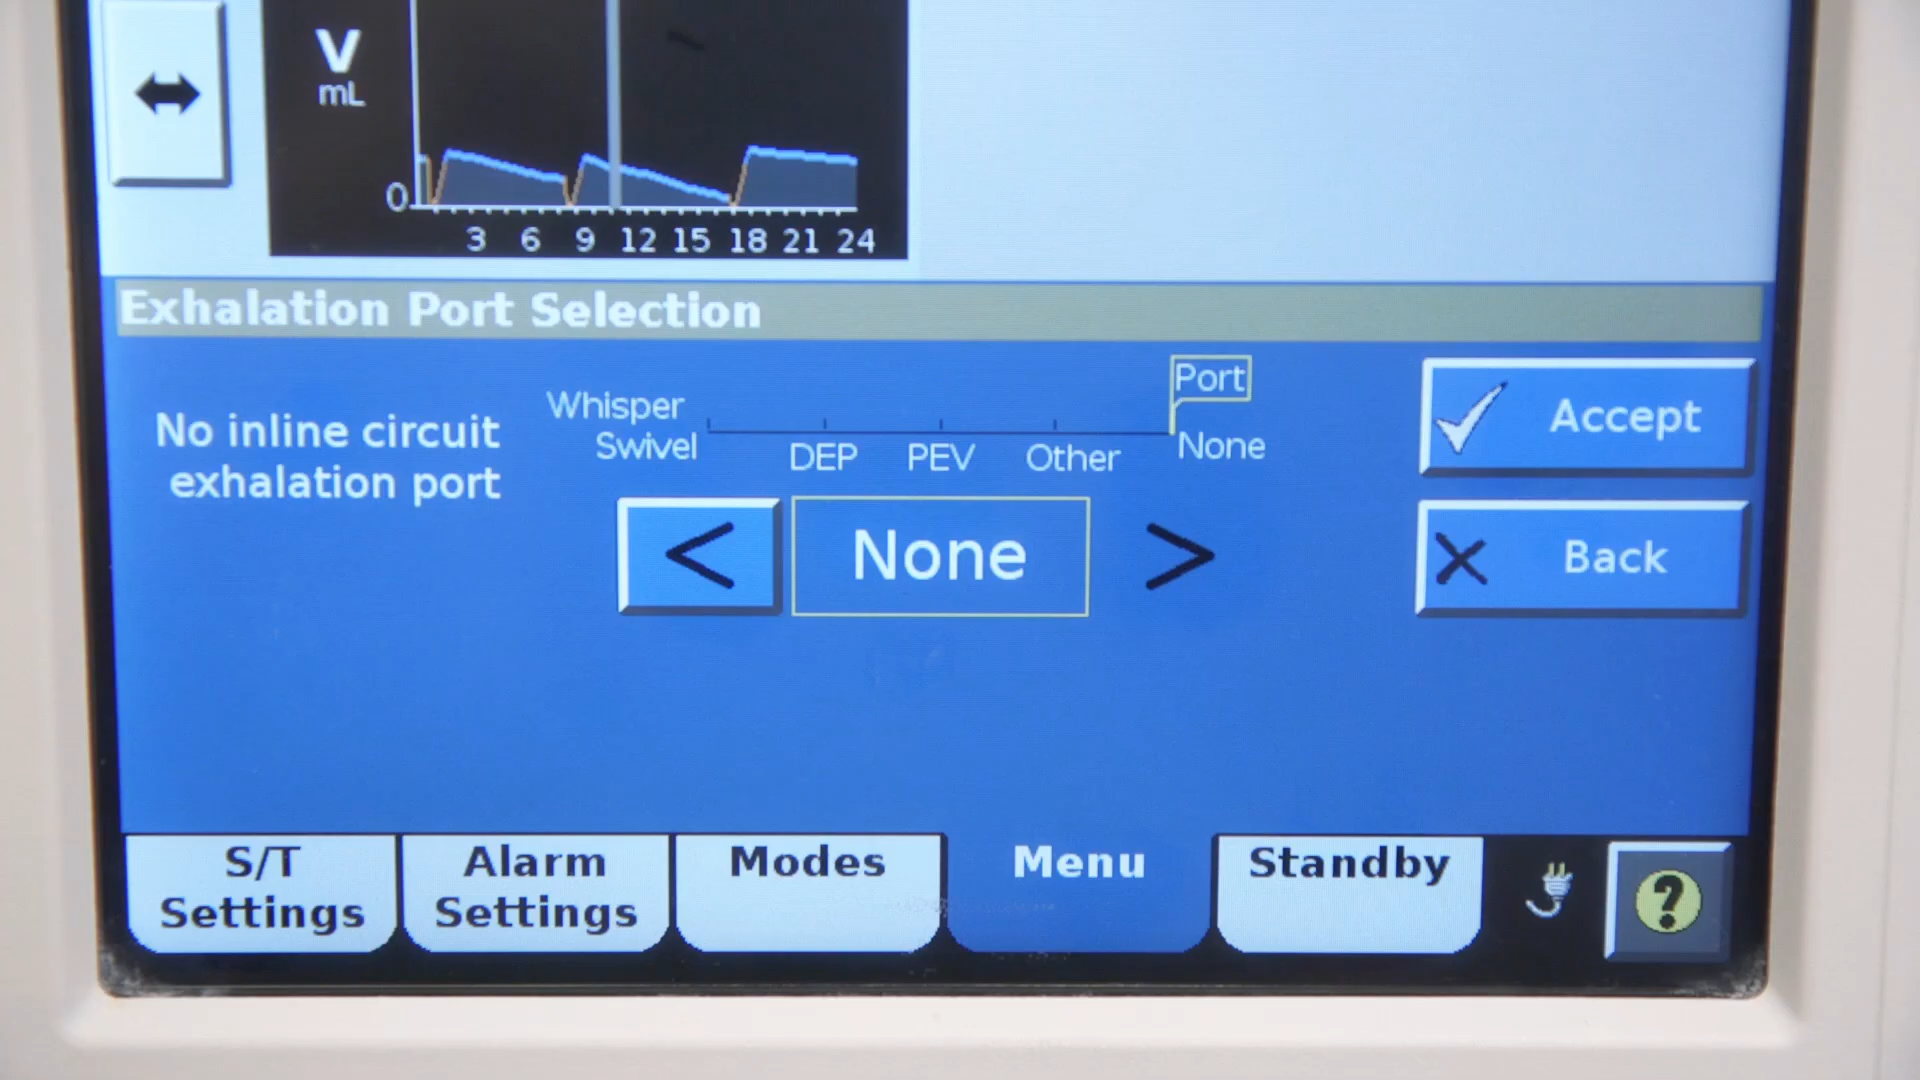 V
mL
0
3 6 9 12 15 18 21 24
Exhalation Port Selection
No inline circuit
exhalation port
Whisper
Swivel
DEP
PEV
Other
Port
None
<
None
>
Accept
Back
S/T
Settings
Alarm
Settings
Modes
Menu
Standby
?